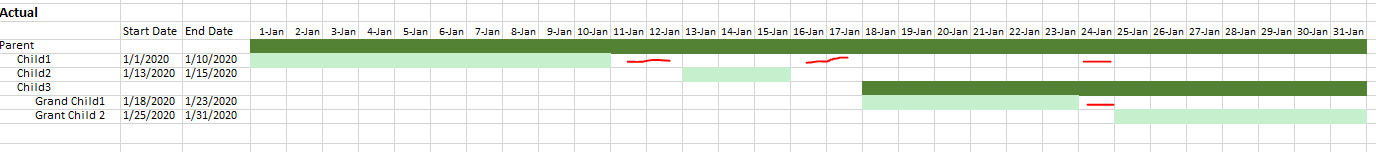 Actual
Start Date End Date 1-Jan 2-Jan 3-Jan 4-Jan 5-Jan 6-Jan 7-Jan 8-Jan 9-Jan 10-Jan 11-Jan 12-Jan 13-Jan 14-Jan 15-Jan 16-Jan 17-Jan 18-Jan 19-Jan 20-Jan 21-Jan 22-Jan 23-Jan 24-Jan 25-Jan 26-Jan 27-Jan 28-Jan 29-Jan 30-Jan 31-Jan
Parent
Child1 1/1/2020 1/10/2020
Child2 1/13/2020 1/15/2020
Child3
Grand Child1 1/18/2020 1/23/2020
Grant Child 2 1/25/2020 1/31/2020